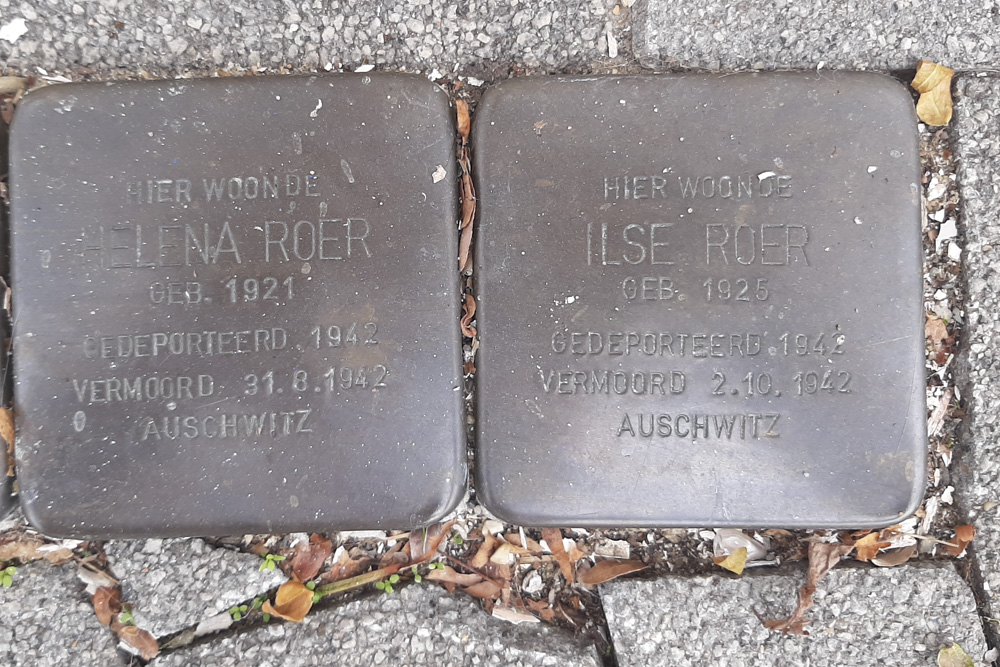 HIER WOONDE
HELENA ROER
GEB. 1921
GEDEPORTEERD 1942
VERMOORD 31.8.1942
AUSCHWITZ
HIER WOONDE
ILSE ROER
GEB. 1925
GEDEPORTEERD 1942
VERMOORD 2.10.1942
AUSCHWITZ